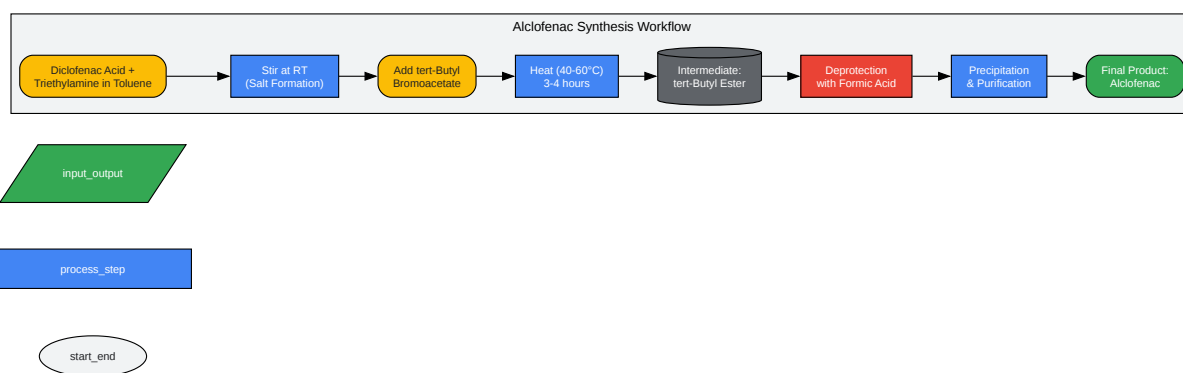 Alclofenac Synthesis Workflow
Diclofenac Acid +
Triethylamine in Toluene
Stir at RT
(Salt Formation)
Add tert-Butyl
Bromoacetate
Heat (40-60°C)
3-4 hours
Intermediate:
tert-Butyl Ester
Deprotection
with Formic Acid
Precipitation
& Purification
Final Product:
Alclofenac
input_output
process_step
start_end